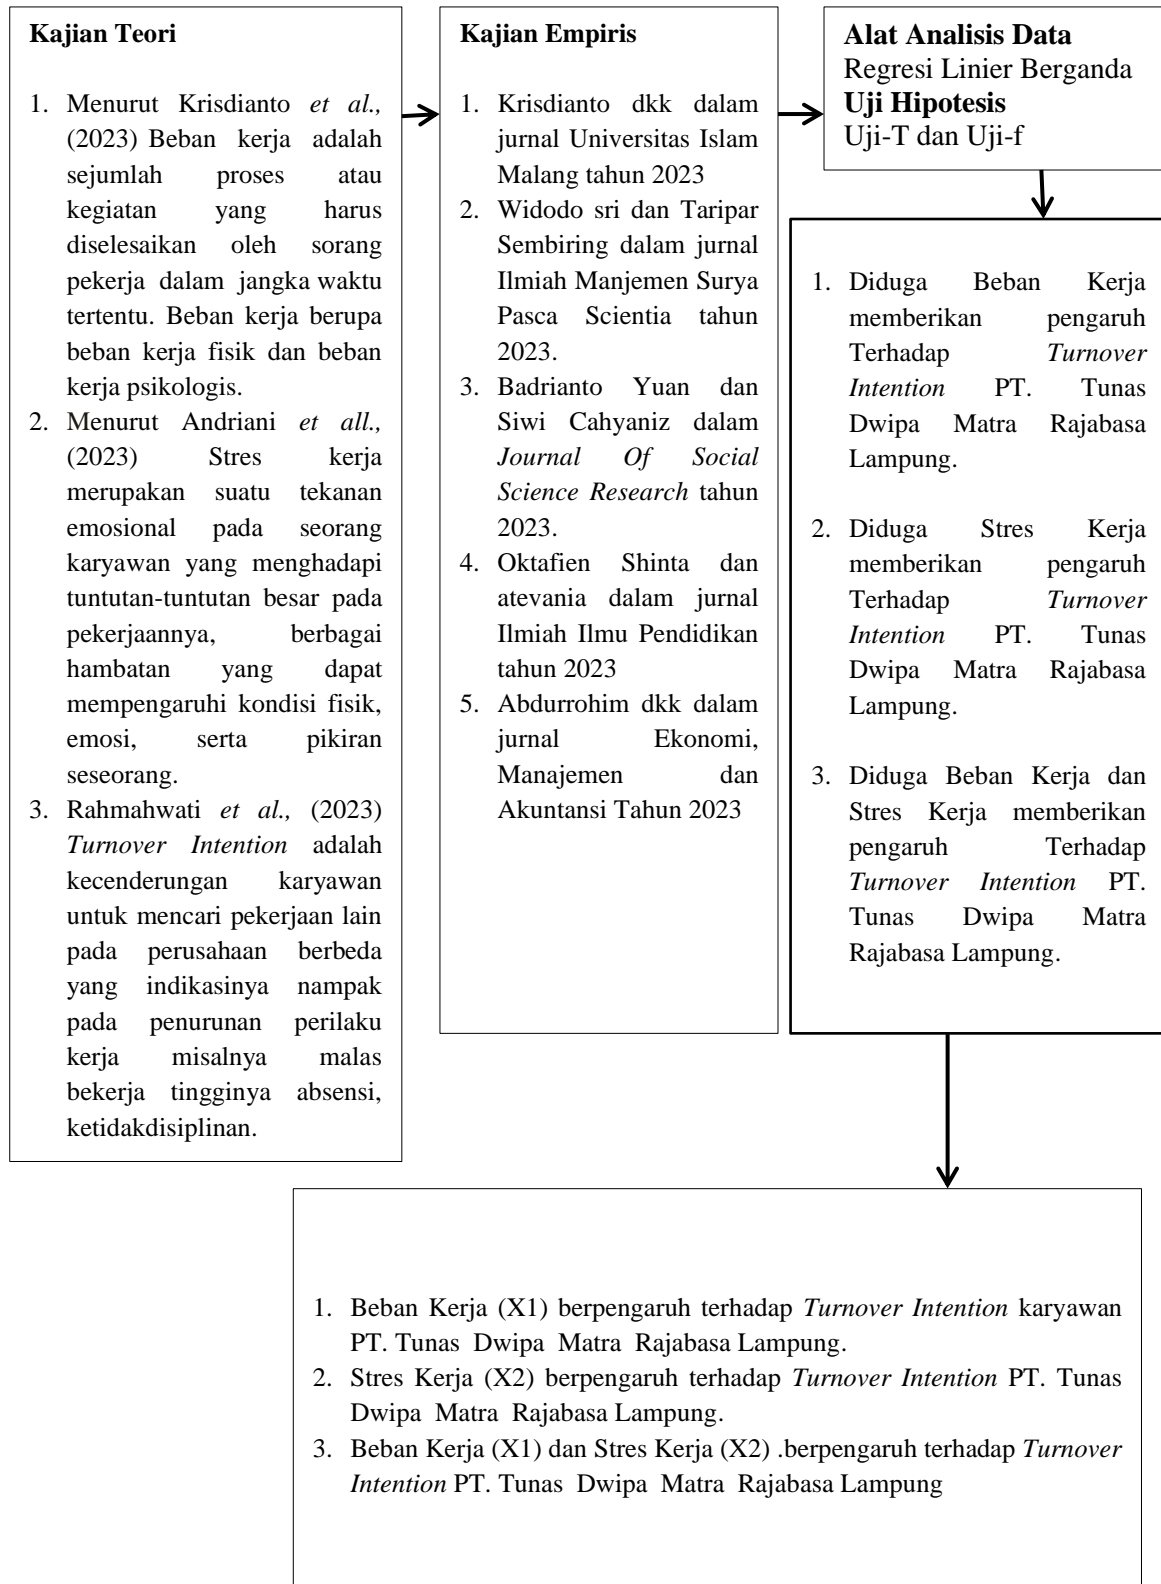 Kajian Teori
1. Menurut Krisdianto et al.,
(2023) Beban kerja adalah
sejumlah proses atau
kegiatan yang harus
diselesaikan oleh sorang
pekerja dalam jangka waktu
tertentu. Beban kerja berupa
beban kerja fisik dan beban
kerja psikologis.
2. Menurut Andriani et all.,
(2023) Stres kerja
merupakan suatu tekanan
emosional pada seorang
karyawan yang menghadapi
tuntutan-tuntutan besar pada
pekerjaannya, berbagai
hambatan yang dapat
mempengaruhi kondisi fisik,
emosi, serta pikiran
seseorang.
3. Rahmahwati et al., (2023)
Turnover Intention adalah
kecenderungan karyawan
untuk mencari pekerjaan lain
pada perusahaan berbeda
yang indikasinya nampak
pada penurunan perilaku
kerja misalnya malas
bekerja tingginya absensi,
ketidakdisiplinan.
Kajian Empiris
1. Krisdianto dkk dalam
jurnal Universitas Islam
Malang tahun 2023
2. Widodo sri dan Taripar
Sembiring dalam jurnal
Ilmiah Manjemen Surya
Pasca Scientia tahun
2023.
3. Badrianto Yuan dan
Siwi Cahyaniz dalam
Journal Of Social
Science Research tahun
2023.
4. Oktafien Shinta dan
atevania dalam jurnal
Ilmiah Ilmu Pendidikan
tahun 2023
5. Abdurrohim dkk dalam
jurnal Ekonomi,
Manajemen dan
Akuntansi Tahun 2023
Alat Analisis Data
Regresi Linier Berganda
Uji Hipotesis
Uji-T dan Uji-f
1. Diduga Beban Kerja
memberikan pengaruh
Terhadap Turnover
Intention PT. Tunas
Dwipa Matra Rajabasa
Lampung.
2. Diduga Stres Kerja
memberikan pengaruh
Terhadap Turnover
Intention PT. Tunas
Dwipa Matra Rajabasa
Lampung.
3. Diduga Beban Kerja dan
Stres Kerja memberikan
pengaruh Terhadap
Turnover Intention PT.
Tunas Dwipa Matra
Rajabasa Lampung.
1. Beban Kerja (X1) berpengaruh terhadap Turnover Intention karyawan
PT. Tunas Dwipa Matra Rajabasa Lampung.
2. Stres Kerja (X2) berpengaruh terhadap Turnover Intention PT. Tunas
Dwipa Matra Rajabasa Lampung.
3. Beban Kerja (X1) dan Stres Kerja (X2) .berpengaruh terhadap Turnover
Intention PT. Tunas Dwipa Matra Rajabasa Lampung